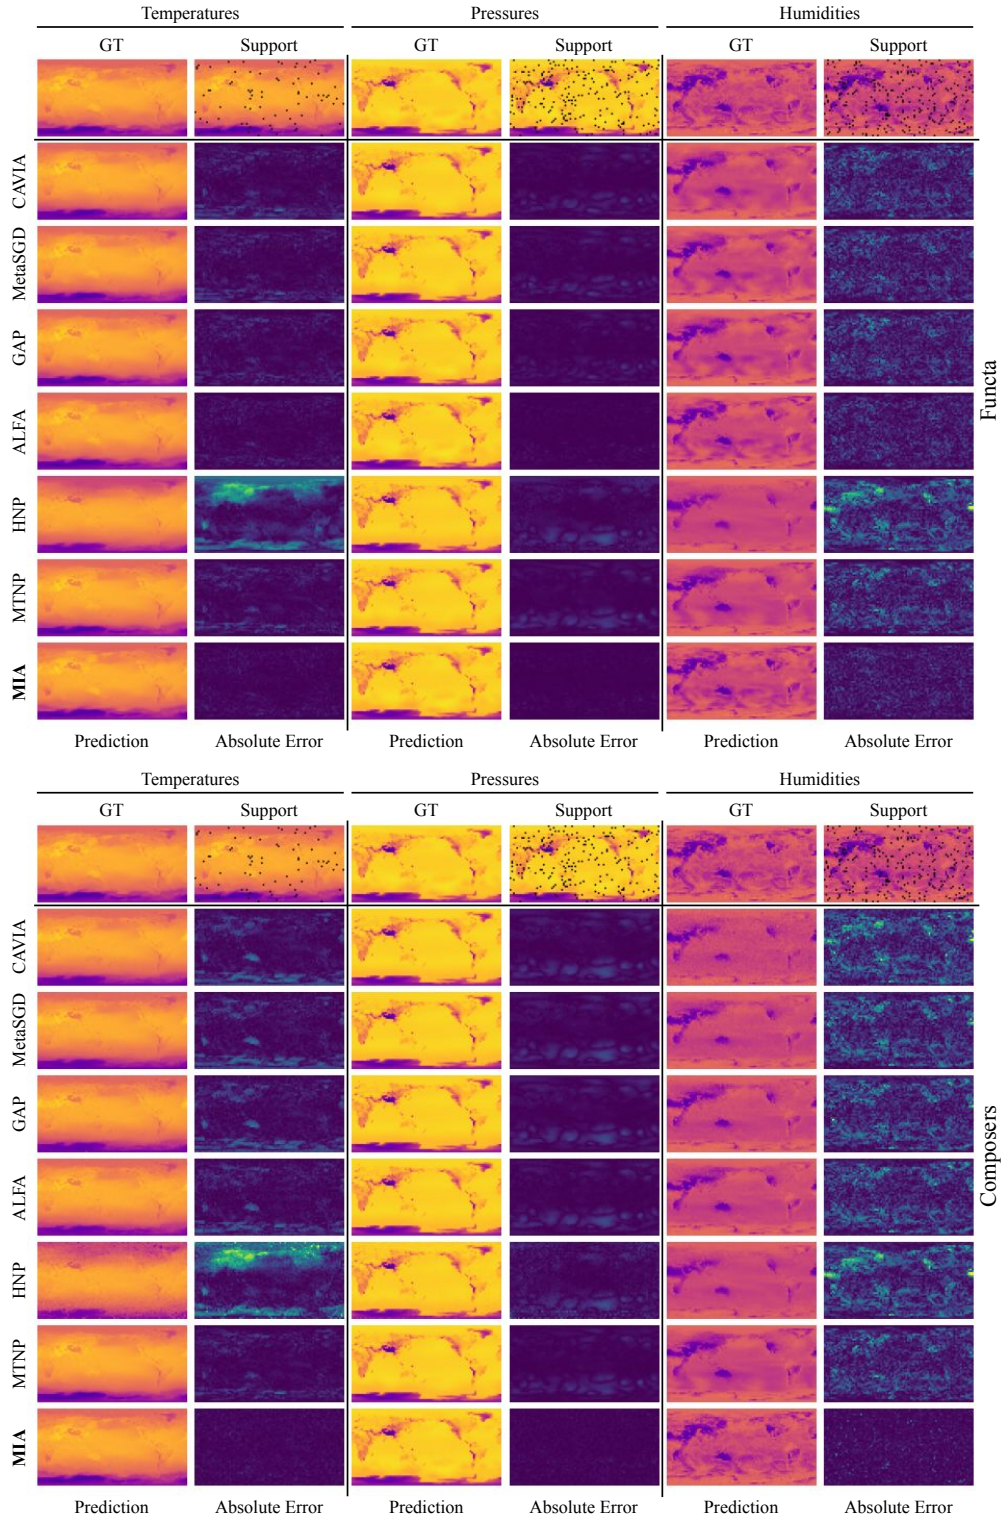 Temperatures Pressures Humidities
GT Support GT Support GT Support
CAVIA
MetaSGD
GAP
ALFA
HNP
MTNP
MIA
Functa
Prediction Absolute Error Prediction Absolute Error Prediction Absolute Error
Temperatures Pressures Humidities
GT Support GT Support GT Support
CAVIA
MetaSGD
GAP
ALFA
HNP
MTNP
MIA
Composers
Prediction Absolute Error Prediction Absolute Error Prediction Absolute Error